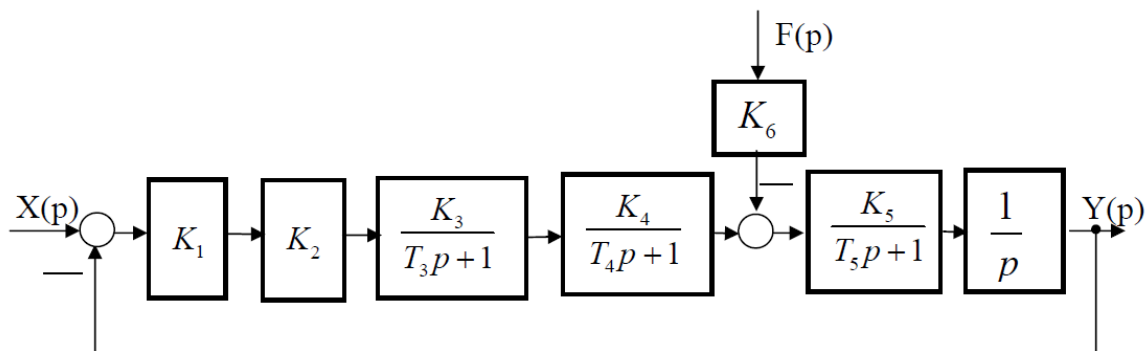 F(p)
K₆
X(p)
K₁
K₂
K₃
T₃p+1
K₄
T₄p+1
K₅
T₅p+1
1
p
Y(p)